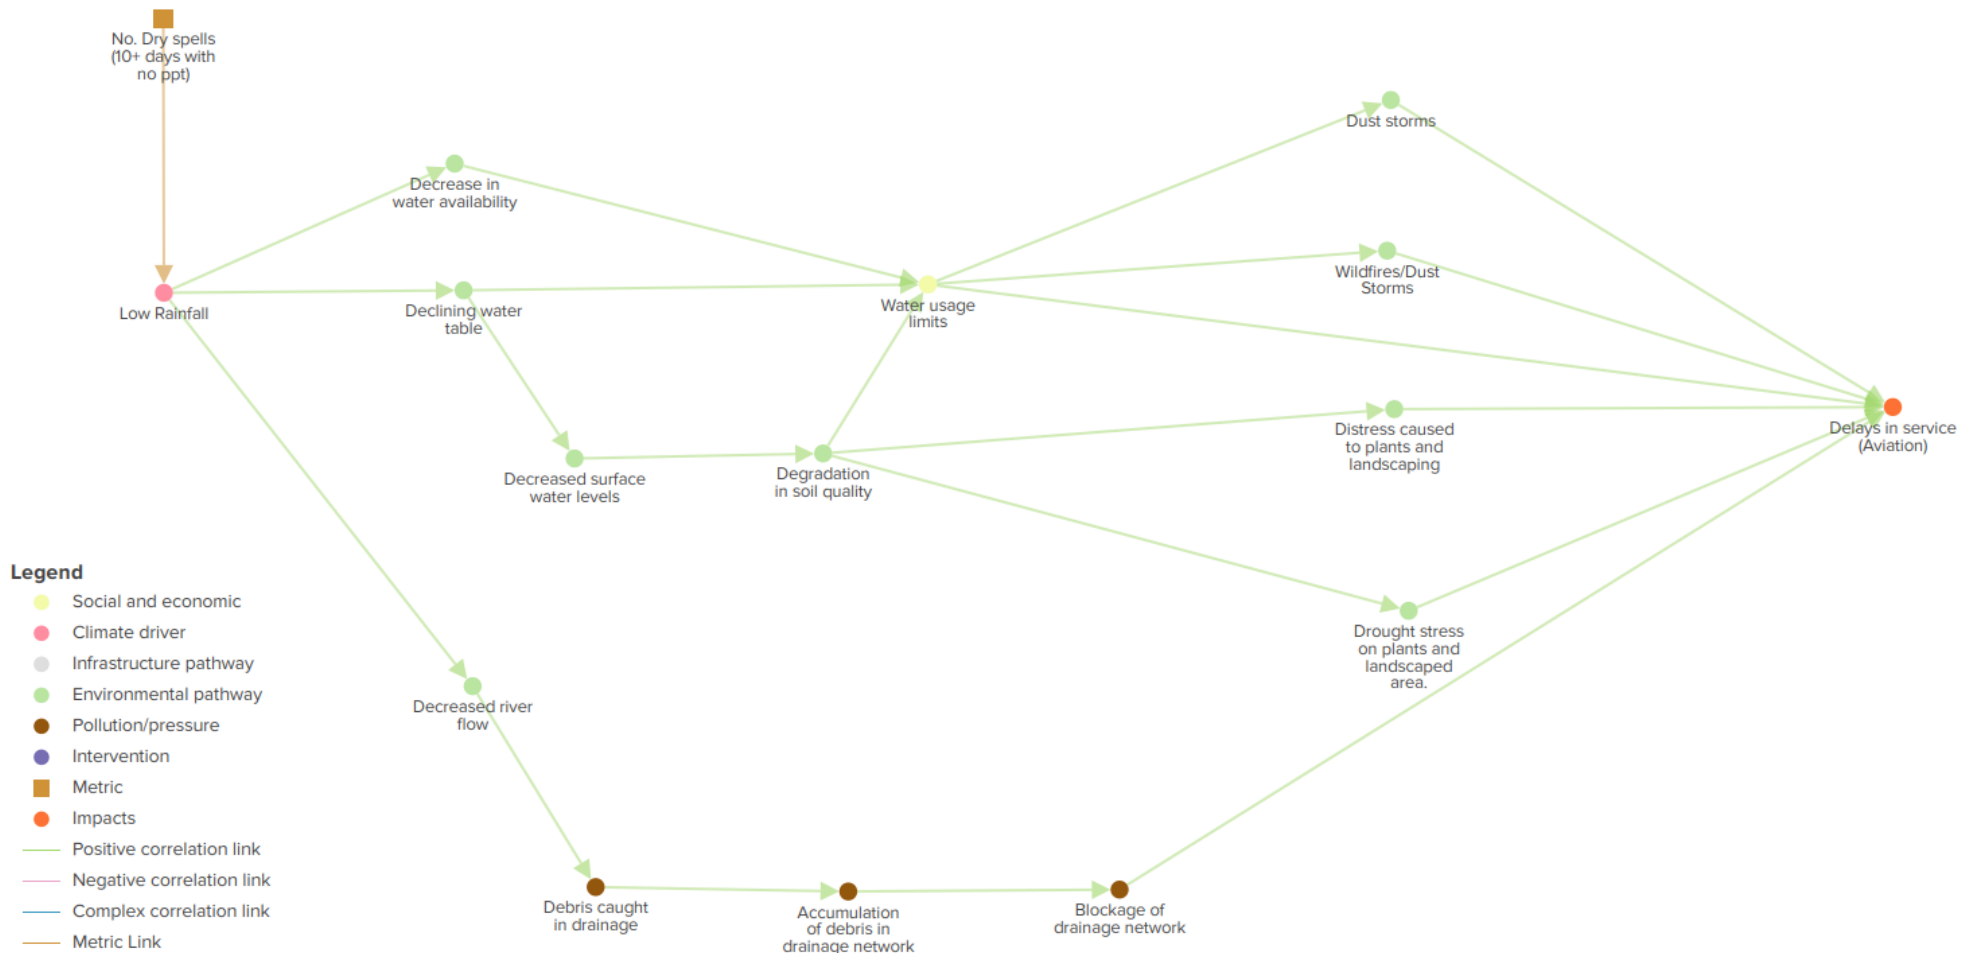 No. Dry spells
(10+ days with
no ppt)
Dust storms
Decrease in
water availability
Wildfires/Dust
Storms
Low Rainfall
Declining water
table
Water usage
limits
Distress caused
to plants and
landscaping
Delays in service
(Aviation)
Decreased surface
water levels
Degradation
in soil quality
Drought stress
on plants and
landscaped
area.
Decreased river
flow
Debris caught
in drainage
Accumulation
of debris in
drainage network
Blockage of
drainage network
Legend
Social and economic
Climate driver
Infrastructure pathway
Environmental pathway
Pollution/pressure
Intervention
Metric
Impacts
Positive correlation link
Negative correlation link
Complex correlation link
Metric Link